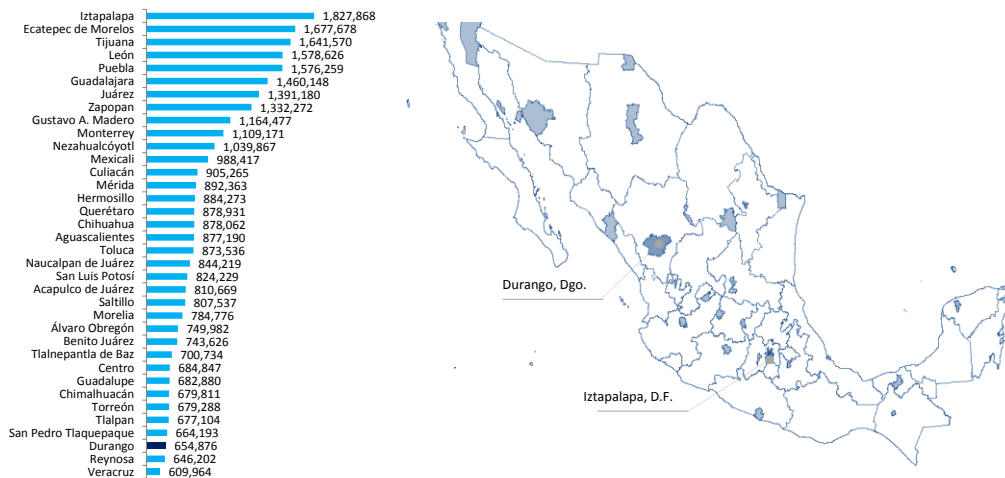 Iztapalapa 1,827,868
Ecatepec de Morelos 1,677,678
Tijuana 1,641,570
León 1,578,626
Puebla 1,576,259
Guadalajara 1,460,148
Juárez 1,391,180
Zapopan 1,332,272
Gustavo A. Madero 1,164,477
Monterrey 1,109,171
Nezahualcóyotl 1,039,867
Mexicali 988,417
Culiacán 905,265
Mérida 892,363
Hermosillo 884,273
Querétaro 878,931
Chihuahua 878,062
Aguascalientes 877,190
Toluca 873,536
Naucalpan de Juárez 844,219
San Luis Potosí 824,229
Acapulco de Juárez 810,669
Saltillo 807,537
Morelia 784,776
Álvaro Obregón 749,982
Benito Juárez 743,626
Tlalnepantla de Baz 700,734
Centro 684,847
Guadalupe 682,880
Chimalhuacán 679,811
Torreón 679,288
Tlalpan 677,104
San Pedro Tlaquepaque 664,193
Durango 654,876
Reynosa 646,202
Veracruz 609,964
Durango, Dgo.
Iztapalapa, D.F.